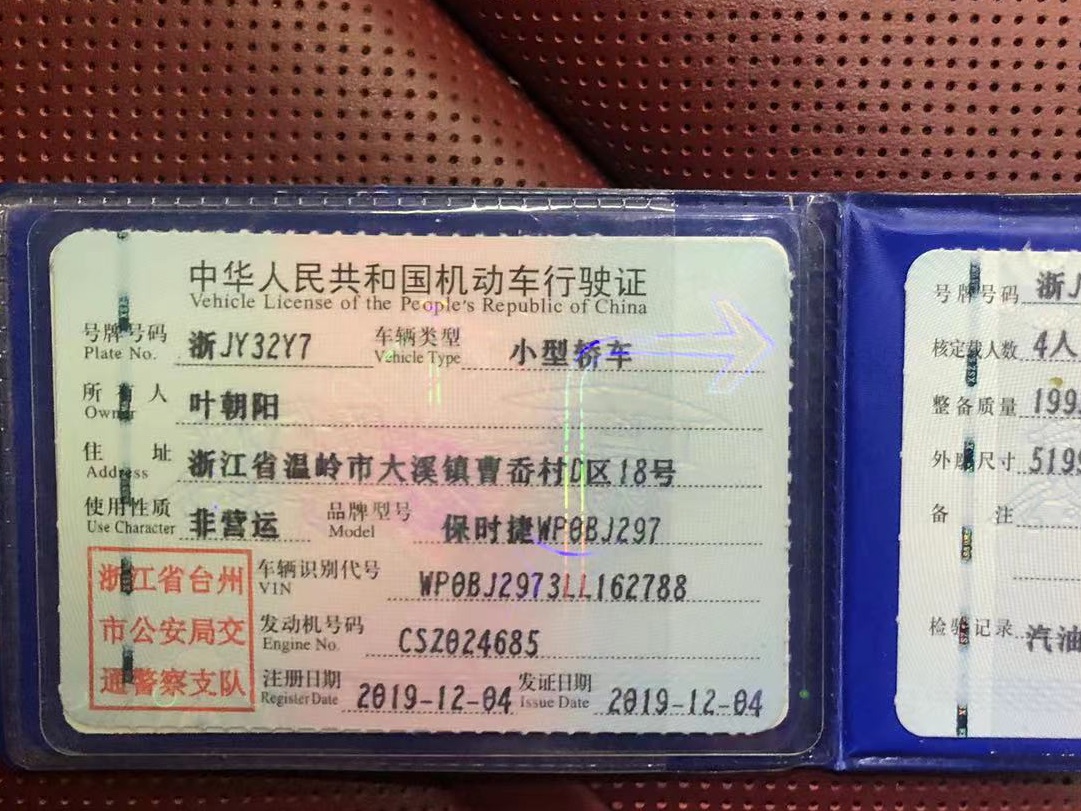 中华人民共和国机动车行驶证
Vehicle License of the People's Republic of China
号牌号码 浙JY32Y7 车辆类型 小型轿车
Plate No. Vehicle Type
所有人 叶朝阳
Owner
住址 浙江省温岭市大溪镇曹岙村D区18号
Address
使用性质 非营运 品牌型号 保时捷WP0BJ297
Use Character Model
浙江省台州
市公安局交
通警察支队
车辆识别代号 WP0BJ2973LL162788
VIN
发动机号码 CSZ024685
Engine No.
注册日期 2019-12-04 发证日期 2019-12-04
Register Date Issue Date
号牌号码 浙J
核定载人数 4人
整备质量 199
外廓尺寸 519
备注
检验记录 汽油